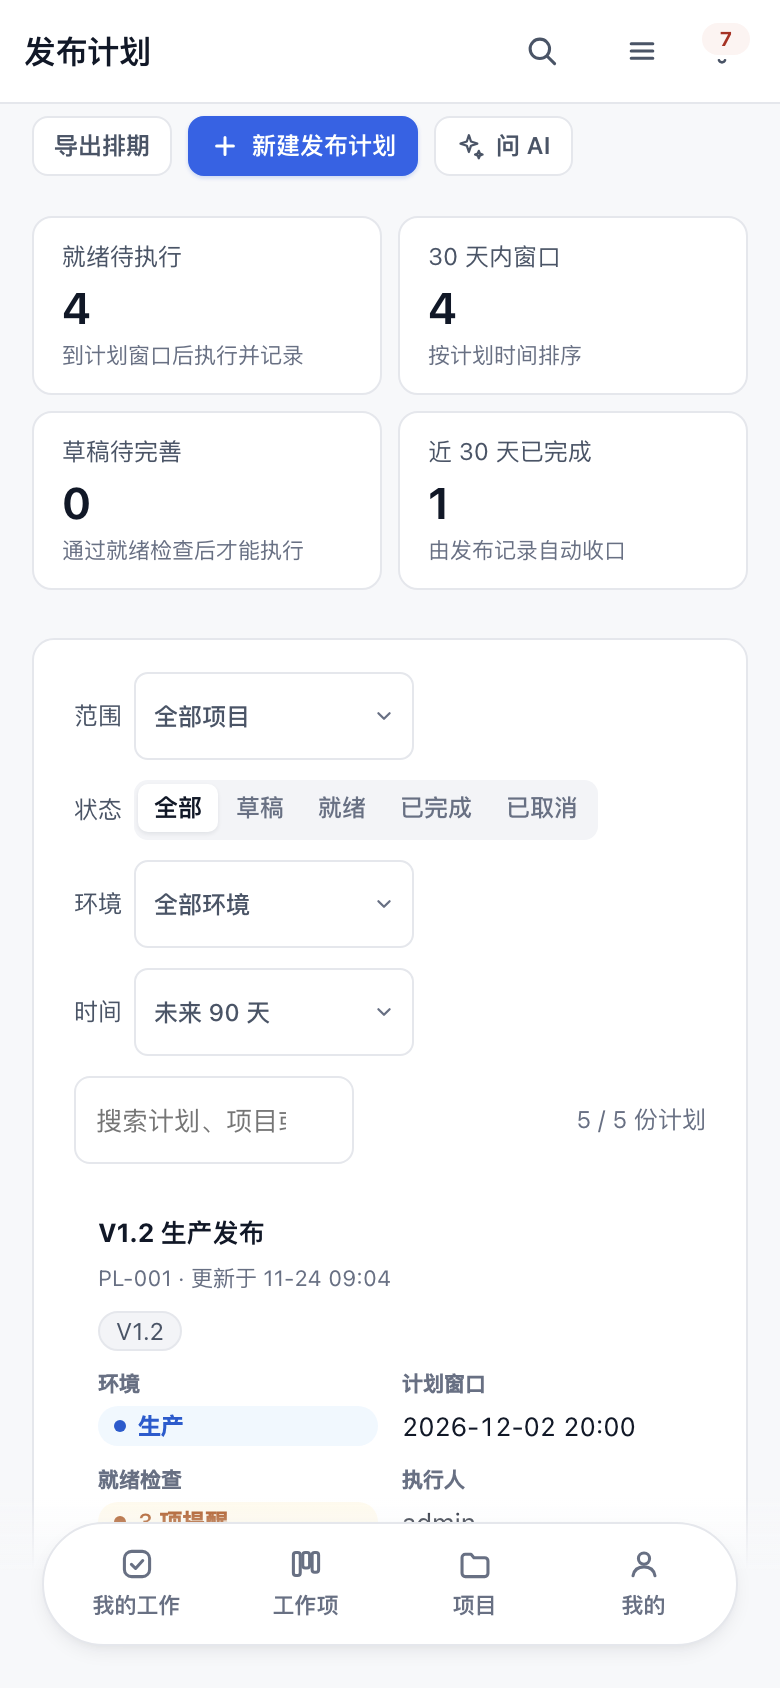 发布计划
7
导出排期
新建发布计划
问 AI
就绪待执行
4
到计划窗口后执行并记录
30 天内窗口
4
按计划时间排序
草稿待完善
0
通过就绪检查后才能执行
近 30 天已完成
1
由发布记录自动收口
范围
全部项目
状态
全部
草稿
就绪
已完成
已取消
环境
全部环境
时间
未来 90 天
搜索计划、项目
5 / 5 份计划
V1.2 生产发布
PL-001 · 更新于 11-24 09:04
V1.2
环境
计划窗口
生产
2026-12-02 20:00
就绪检查
执行人
3 项提醒
admin
我的工作
工作项
项目
我的